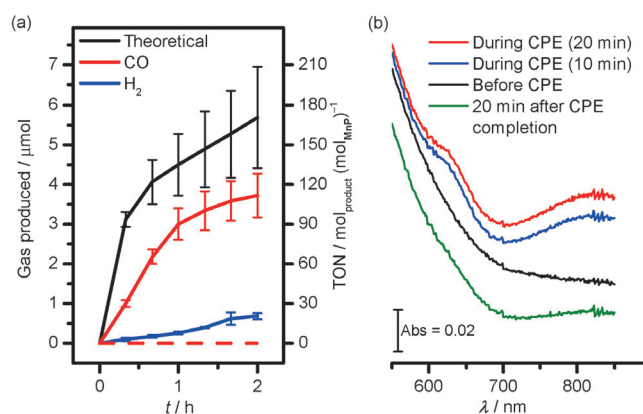 (a)
Theoretical
CO
H₂
7
6
5
4
3
2
1
0
Gas produced / μmol
210
180
150
120
90
60
30
0
TON / mol_product (mol_MnP)⁻¹
0
1
2
t / h
(b)
During CPE (20 min)
During CPE (10 min)
Before CPE
20 min after CPE
completion
Abs = 0.02
600
700
800
λ / nm